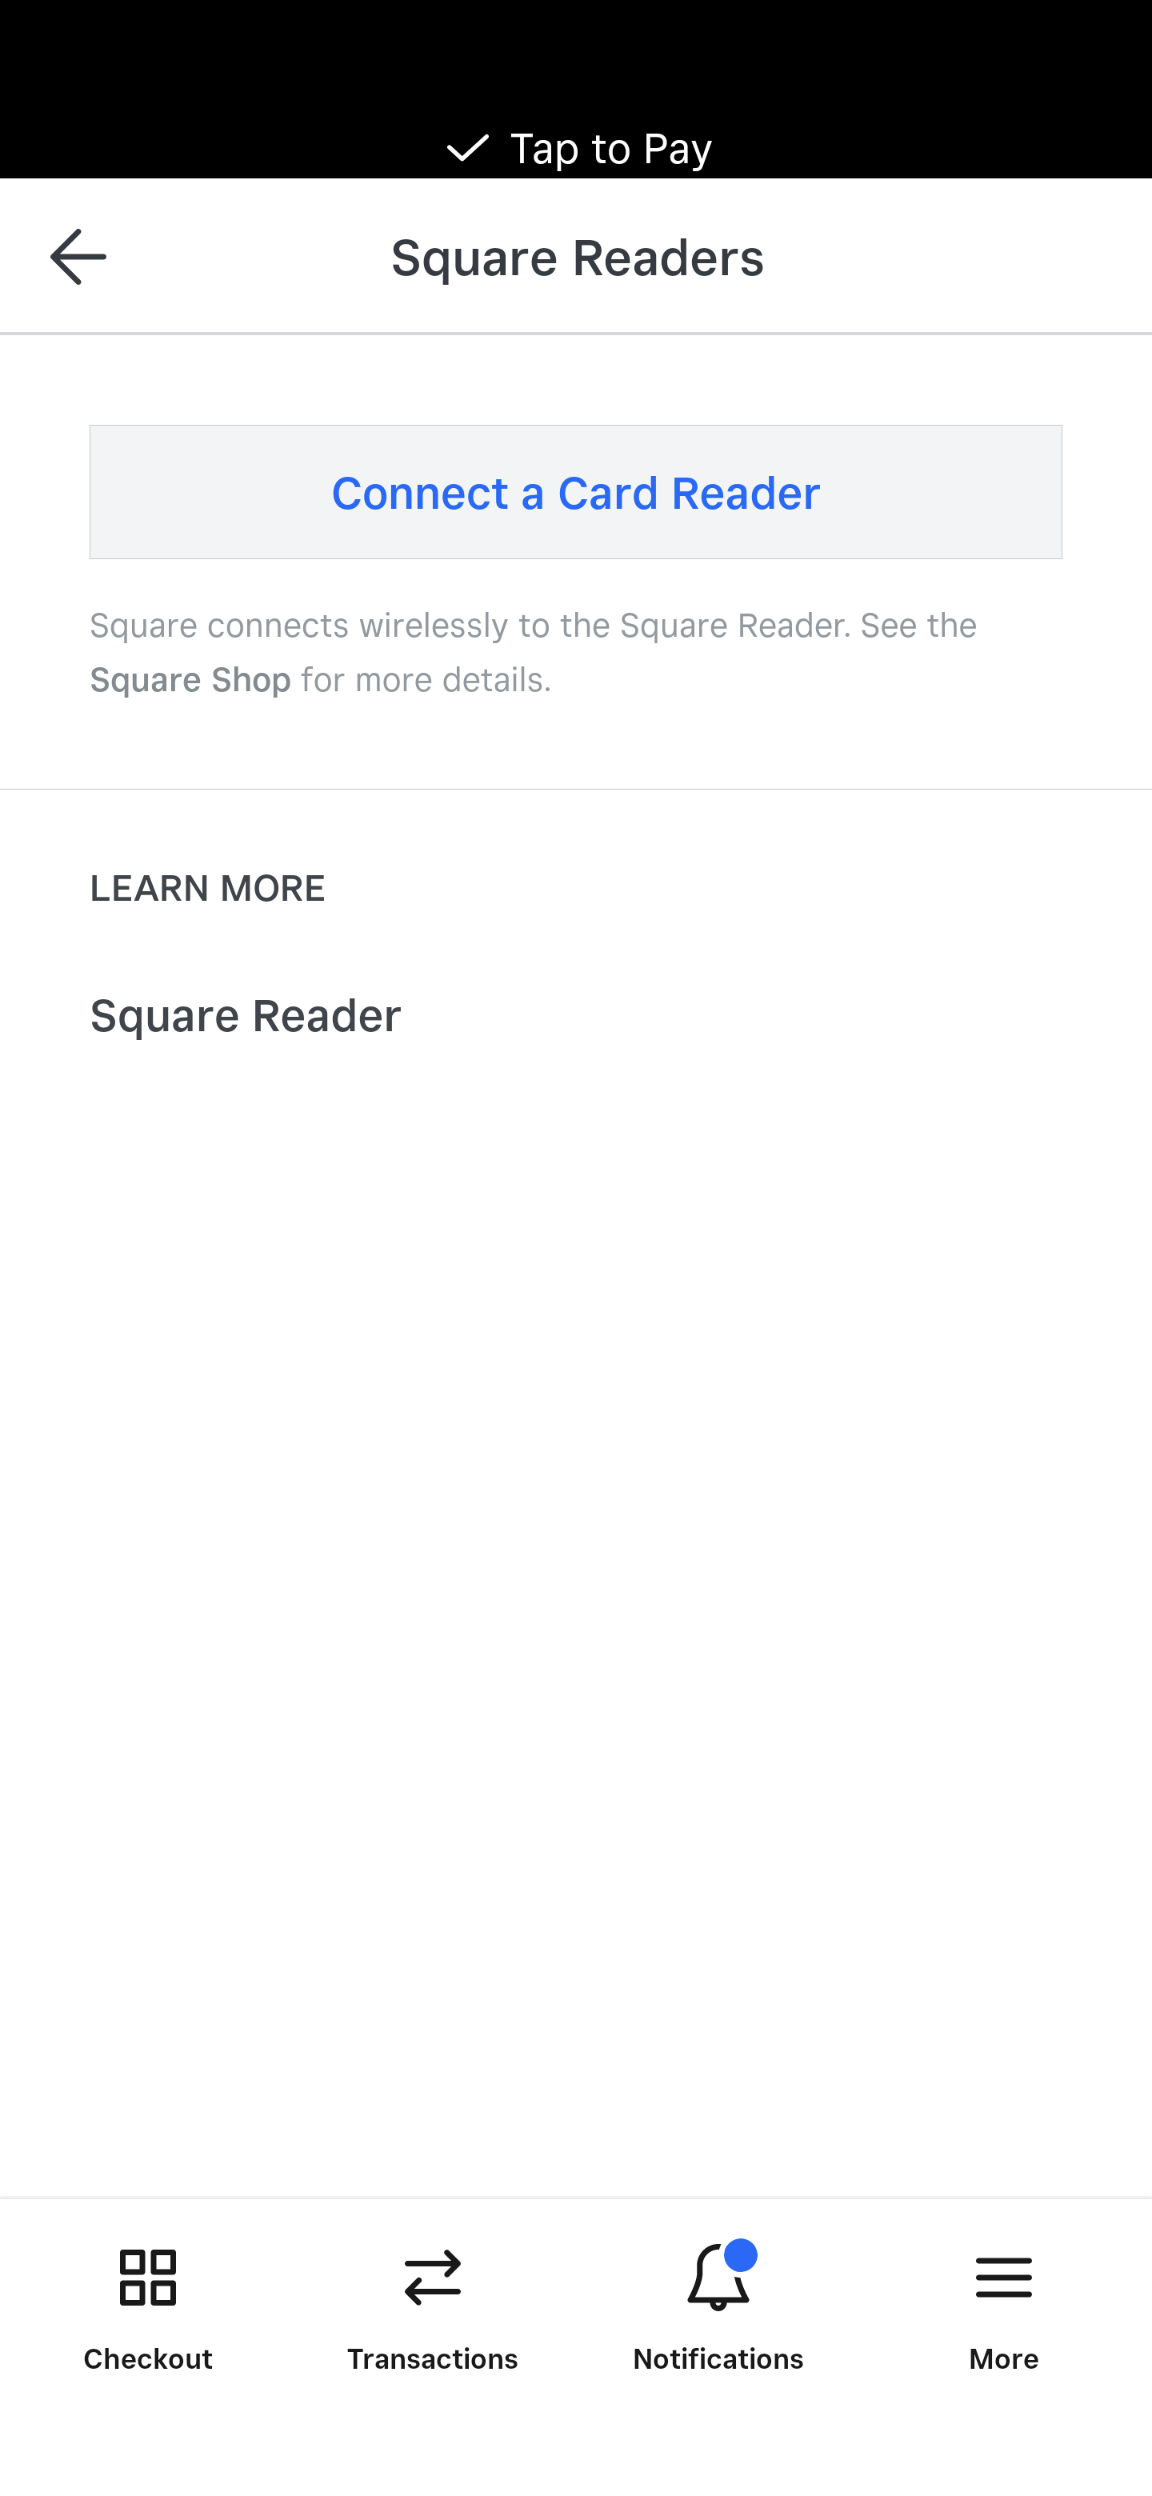 Tap to Pay
Square Readers
Connect a Card Reader
Square connects wirelessly to the Square Reader. See the
Square Shop for more details.
LEARN MORE
Square Reader
Checkout
Transactions
Notifications
More